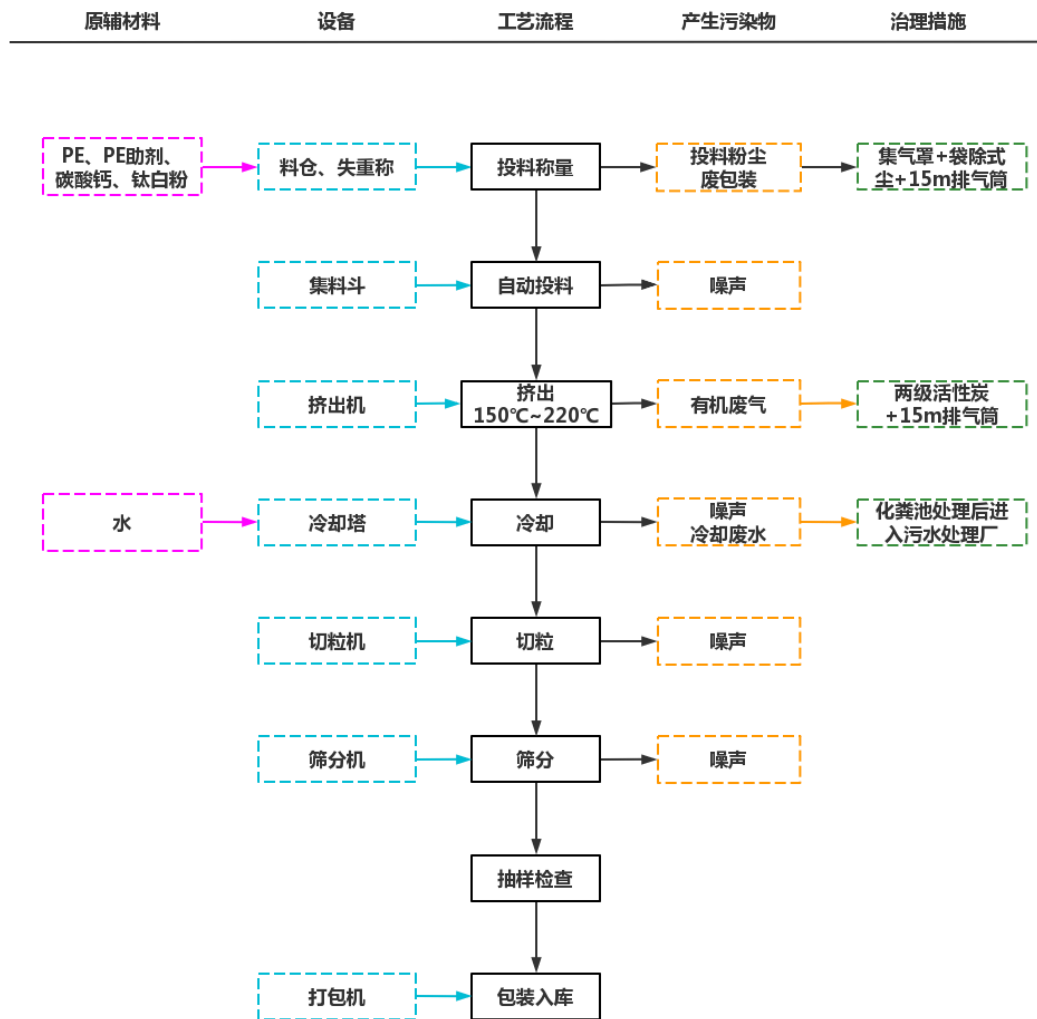 原辅材料
设备
工艺流程
产生污染物
治理措施
PE、PE助剂、
碳酸钙、钛白粉
料仓、失重称
投料称量
投料粉尘
废包装
集气罩+袋除式
尘+15m排气筒
集料斗
自动投料
噪声
挤出机
挤出
150℃~220℃
有机废气
两级活性炭
+15m排气筒
水
冷却塔
冷却
噪声
冷却废水
化粪池处理后进
入污水处理厂
切粒机
切粒
噪声
筛分机
筛分
噪声
抽样检查
打包机
包装入库